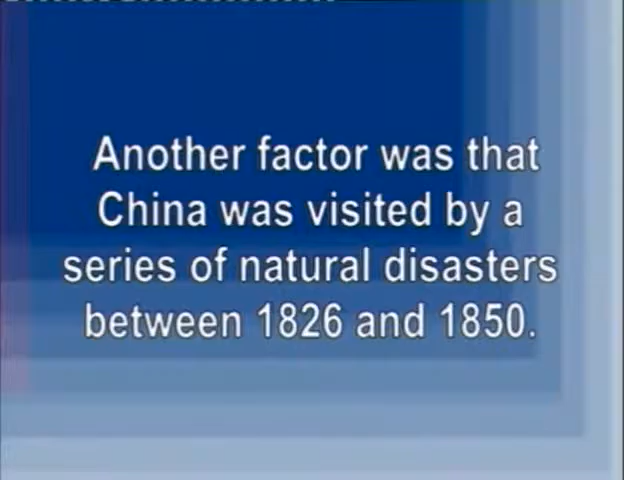 Another factor was that
China was visited by a
series of natural disasters
between 1826 and 1850.